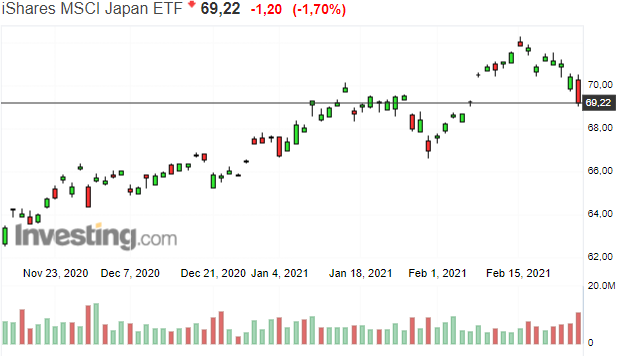 iShares MSCI Japan ETF 69,22 -1,20 (-1,70%)
70,00
69,22
68,00
66,00
64,00
62,00
Investing.com
Nov 23, 2020 Dec 7, 2020 Dec 21, 2020 Jan 4, 2021 Jan 18, 2021 Feb 1, 2021 Feb 15, 2021
20.0M
0